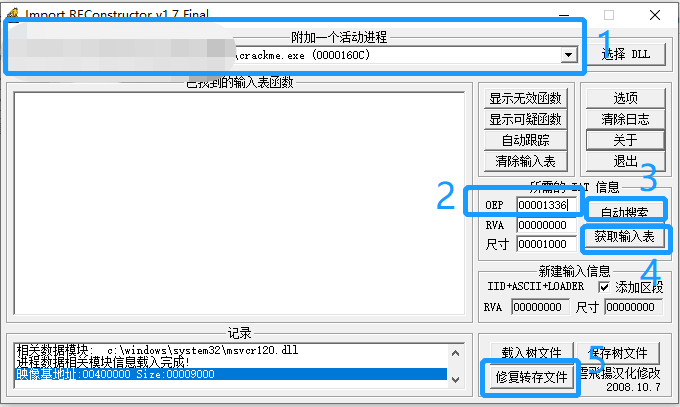 Import REConstructor v1.7 Final
附加一个活动进程
1
\crackme.exe (0000160C)
选择 DLL
已找到的输入表函数
显示无效函数
选项
显示可疑函数
清除日志
自动跟踪
关于
清除输入表
退出
所需的 IAT 信息
3
2
OEP 00001336
自动搜索
RVA 00000000
获取输入表
尺寸 00001000
4
新建输入信息
IID+ASCII+LOADER
添加区段
RVA 00000000 尺寸 00000000
记录
相关数据模块: c:\windows\system32\msvcr120.dll
进程数据相关模块信息载入完成!
映像基地址:00400000 Size:00009000
载入树文件
保存树文件
5
修复转存文件
雲飛揚汉化修改
2008.10.7